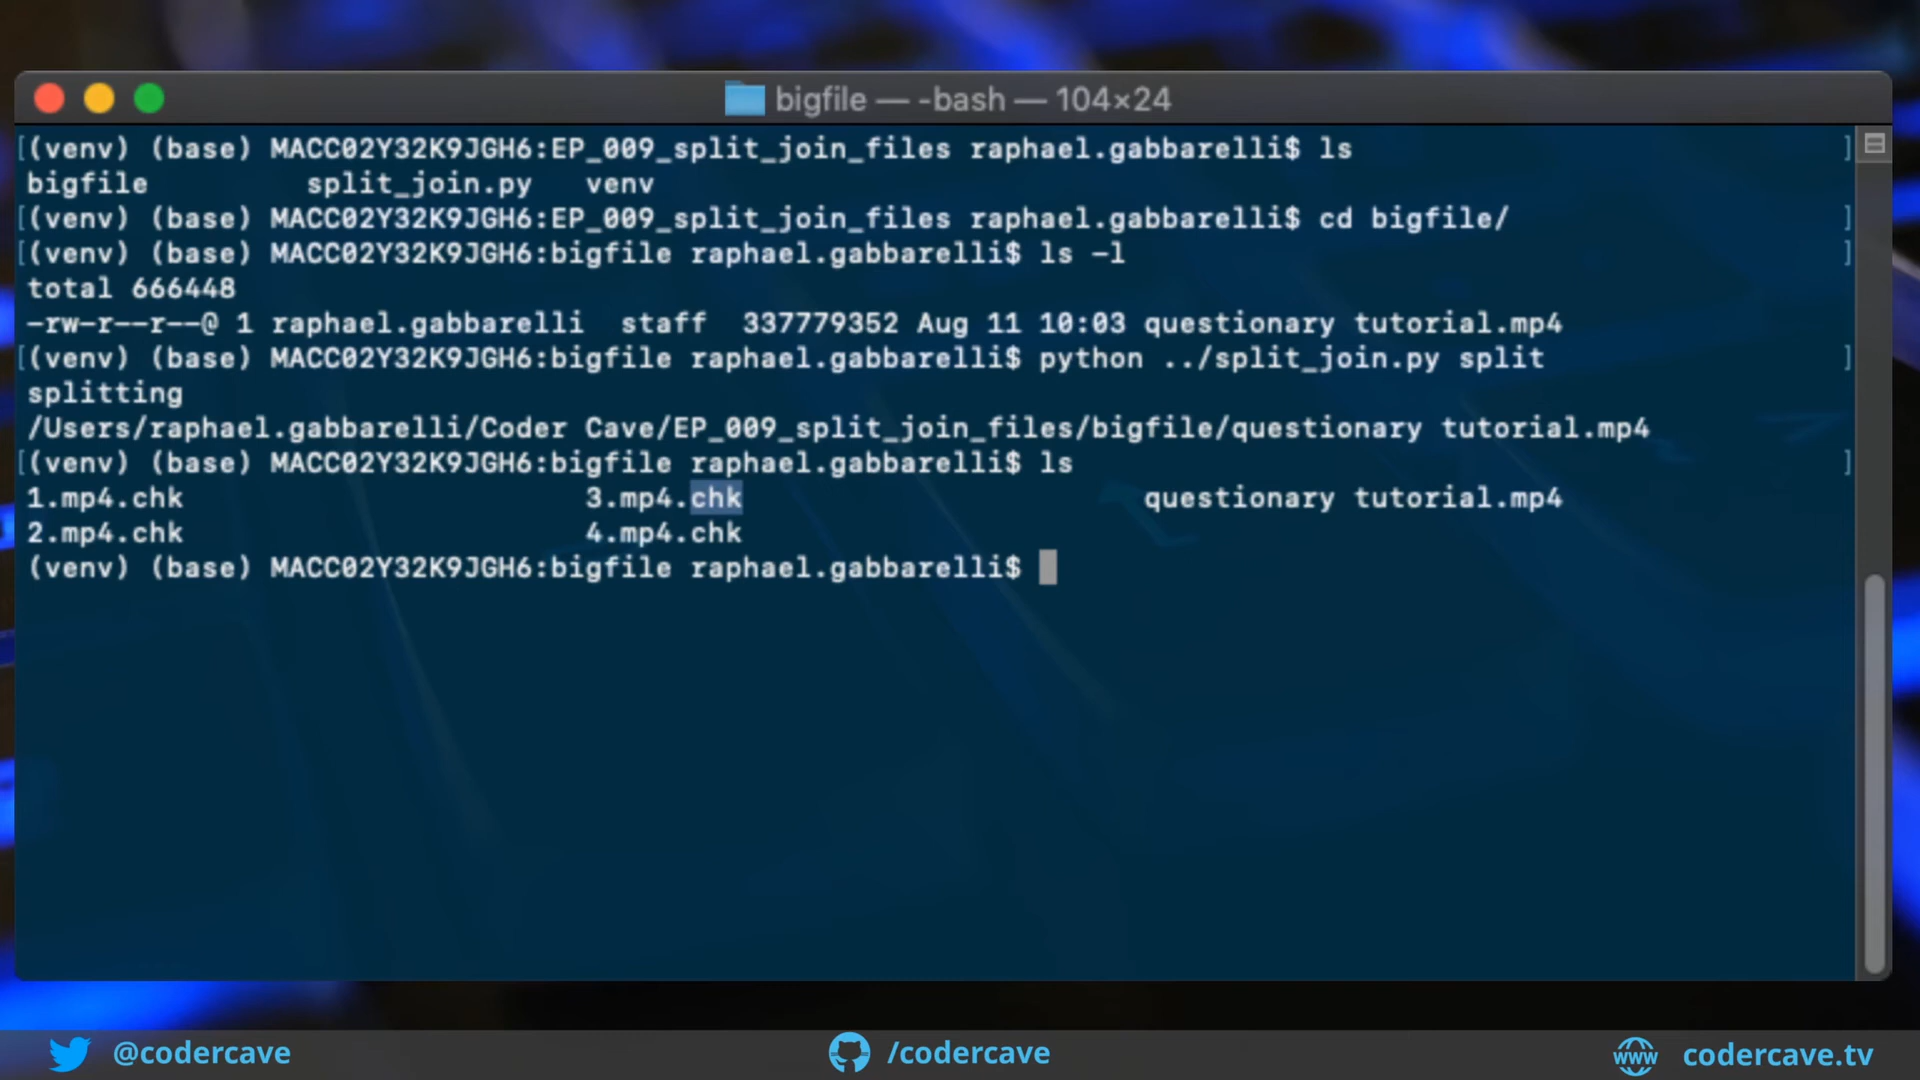 bigfile — -bash — 104×24
(venv) (base) MACC02Y32K9JGH6:EP_009_split_join_files raphael.gabbarelli$ ls
bigfile split_join.py venv
(venv) (base) MACC02Y32K9JGH6:EP_009_split_join_files raphael.gabbarelli$ cd bigfile/
(venv) (base) MACC02Y32K9JGH6:bigfile raphael.gabbarelli$ ls -l
total 666448
-rw-r--r--@ 1 raphael.gabbarelli staff 337779352 Aug 11 10:03 questionary tutorial.mp4
(venv) (base) MACC02Y32K9JGH6:bigfile raphael.gabbarelli$ python ../split_join.py split
splitting
/Users/raphael.gabbarelli/Coder Cave/EP_009_split_join_files/bigfile/questionary tutorial.mp4
(venv) (base) MACC02Y32K9JGH6:bigfile raphael.gabbarelli$ ls
1.mp4.chk 3.mp4.chk questionary tutorial.mp4
2.mp4.chk 4.mp4.chk
(venv) (base) MACC02Y32K9JGH6:bigfile raphael.gabbarelli$
@codercave /codercave www codercave.tv